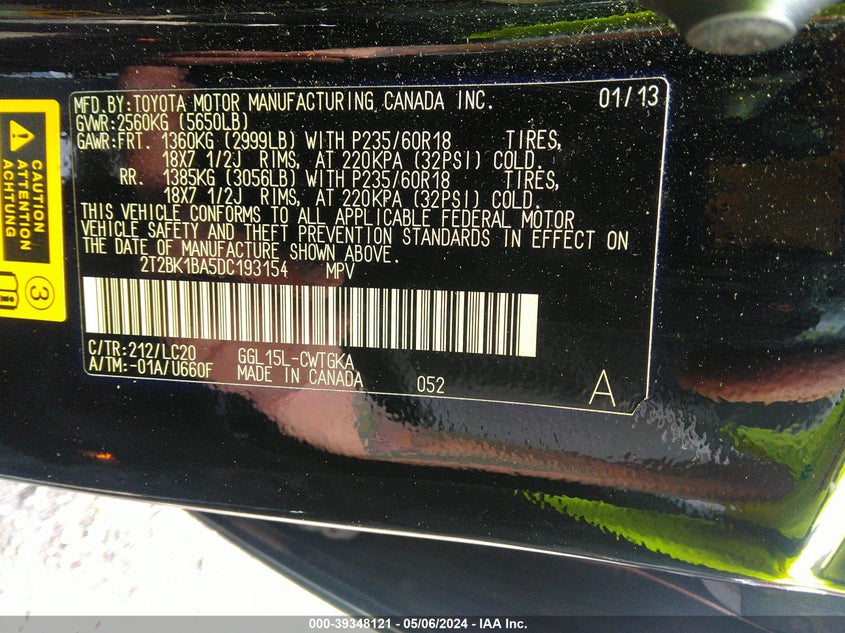 MFD.BY:TOYOTA MOTOR MANUFACTURING CANADA INC. 01/13
GVWR:2560KG (5650LB)
GAWR:FRT. 1360KG (2999LB) WITH P235/60R18 TIRES,
18X7 1/2J RIMS, AT 220KPA (32PSI) COLD.
RR. 1385KG (3056LB) WITH P235/60R18 TIRES,
18X7 1/2J RIMS, AT 220KPA (32PSI) COLD.
THIS VEHICLE CONFORMS TO ALL APPLICABLE FEDERAL MOTOR
VEHICLE SAFETY AND THEFT PREVENTION STANDARDS IN EFFECT ON
THE DATE OF MANUFACTURE SHOWN ABOVE.
2T2BK1BA5DC193154 MPV
C/TR:212/LC20 GGL15L-CWTGKA
A/TM:-01A/U660F MADE IN CANADA 052 A
CAUTION
ACHTUNG
3
000-39348121 - 05/06/2024 - IAA Inc.